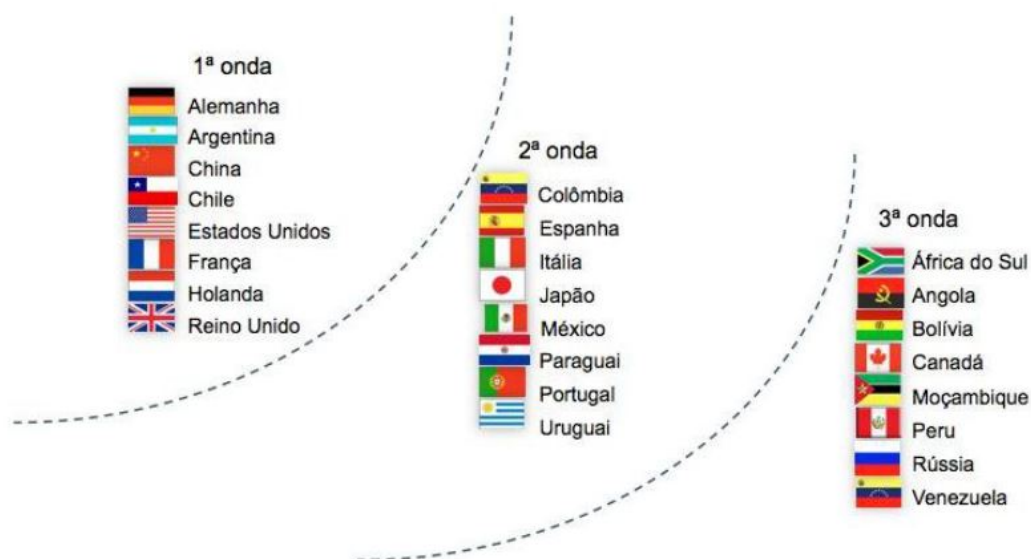 1ª onda
Alemanha
Argentina
China
Chile
Estados Unidos
França
Holanda
Reino Unido
2ª onda
Colômbia
Espanha
Itália
Japão
México
Paraguai
Portugal
Uruguai
3ª onda
África do Sul
Angola
Bolívia
Canadá
Moçambique
Peru
Rússia
Venezuela